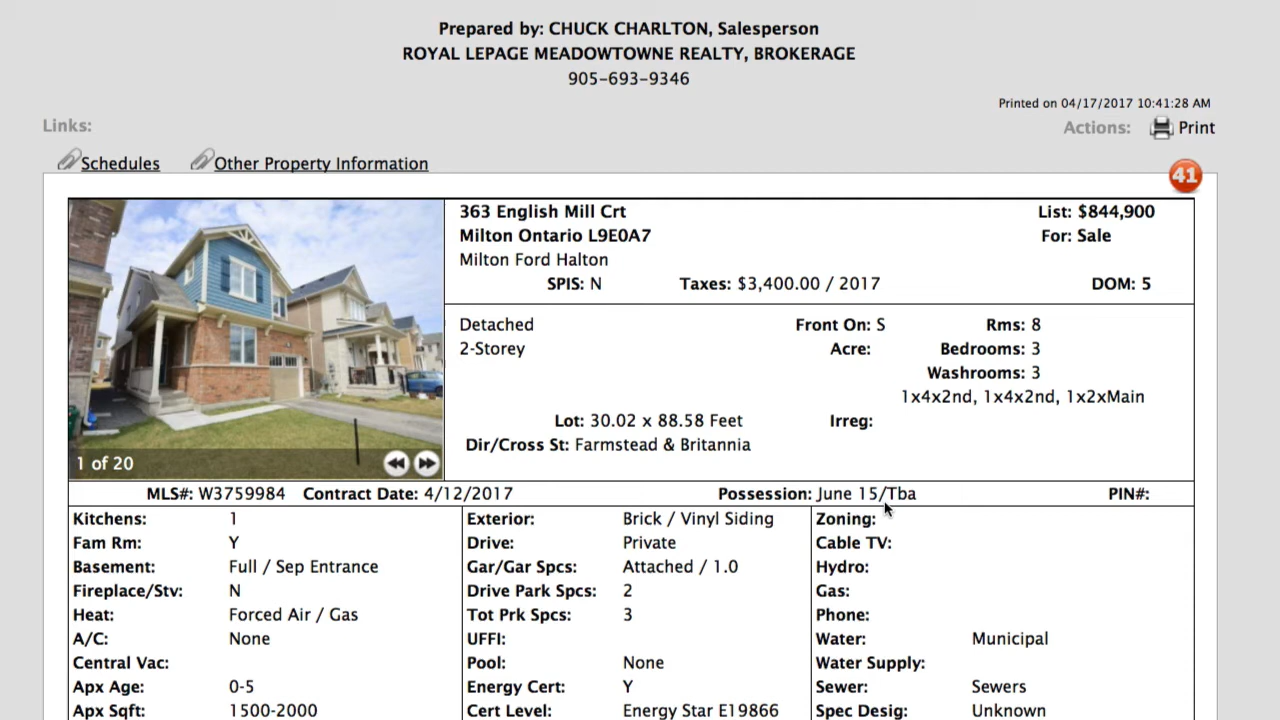 Prepared by: CHUCK CHARLTON, Salesperson
ROYAL LEPAGE MEADOWTOWNE REALTY, BROKERAGE
905-693-9346
Printed on 04/17/2017 10:41:28 AM
Links:
Actions: Print
Schedules Other Property Information
41
363 English Mill Crt List: $844,900
Milton Ontario L9E0A7 For: Sale
Milton Ford Halton
SPIS: N Taxes: $3,400.00 / 2017 DOM: 5
Detached Front On: S Rms: 8
2-Storey Acre: Bedrooms: 3
Washrooms: 3
1x4x2nd, 1x4x2nd, 1x2xMain
Lot: 30.02 x 88.58 Feet Irreg:
Dir/Cross St: Farmstead & Britannia
1 of 20
MLS#: W3759984 Contract Date: 4/12/2017 Possession: June 15/Tba PIN#:
Kitchens: 1 Exterior: Brick / Vinyl Siding Zoning:
Fam Rm: Y Drive: Private Cable TV:
Basement: Full / Sep Entrance Gar/Gar Spcs: Attached / 1.0 Hydro:
Fireplace/Stv: N Drive Park Spcs: 2 Gas:
Heat: Forced Air / Gas Tot Prk Spcs: 3 Phone:
A/C: None UFFI: Water: Municipal
Central Vac: Pool: None Water Supply:
Apx Age: 0-5 Energy Cert: Y Sewer: Sewers
Apx Sqft: 1500-2000 Cert Level: Energy Star E19866 Spec Desig: Unknown